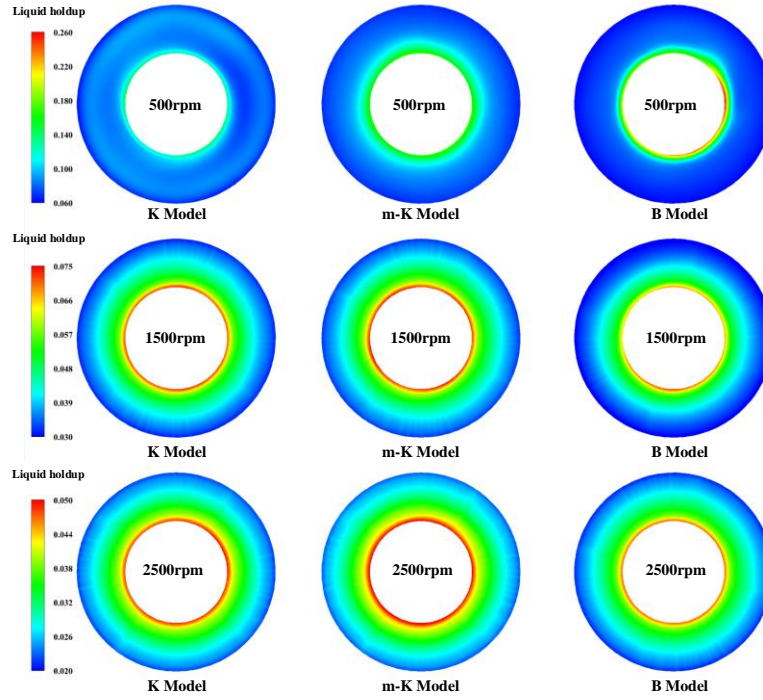 Liquid holdup
0.260
0.220
0.180
0.140
0.100
0.060
500rpm
500rpm
500rpm
K Model
m-K Model
B Model
Liquid holdup
0.075
0.066
0.057
0.048
0.039
0.030
1500rpm
1500rpm
1500rpm
K Model
m-K Model
B Model
Liquid holdup
0.050
0.044
0.038
0.032
0.026
0.020
2500rpm
2500rpm
2500rpm
K Model
m-K Model
B Model